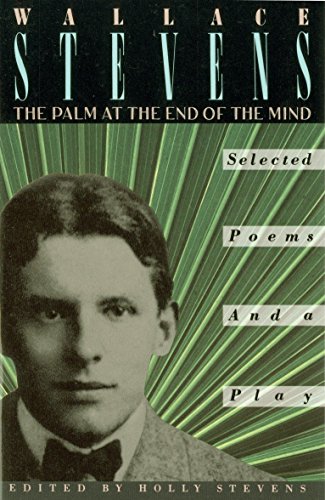 WALLACE
STEVENS
THE PALM AT THE END OF THE MIND
Selected
Poems
And a
Play
EDITED BY HOLLY STEVENS